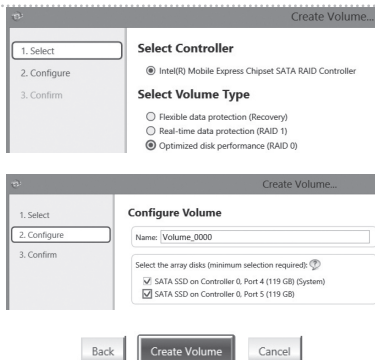 Create Volume...
1. Select
2. Configure
3. Confirm
Select Controller
Intel(R) Mobile Express Chipset SATA RAID Controller
Select Volume Type
Flexible data protection (Recovery)
Real-time data protection (RAID 1)
Optimized disk performance (RAID 0)
Create Volume...
1. Select
2. Configure
3. Confirm
Configure Volume
Name: Volume_0000
Select the array disks (minimum selection required): ?
SATA SSD on Controller 0, Port 4 (119 GB) (System)
SATA SSD on Controller 0, Port 5 (119 GB)
Back
Create Volume
Cancel